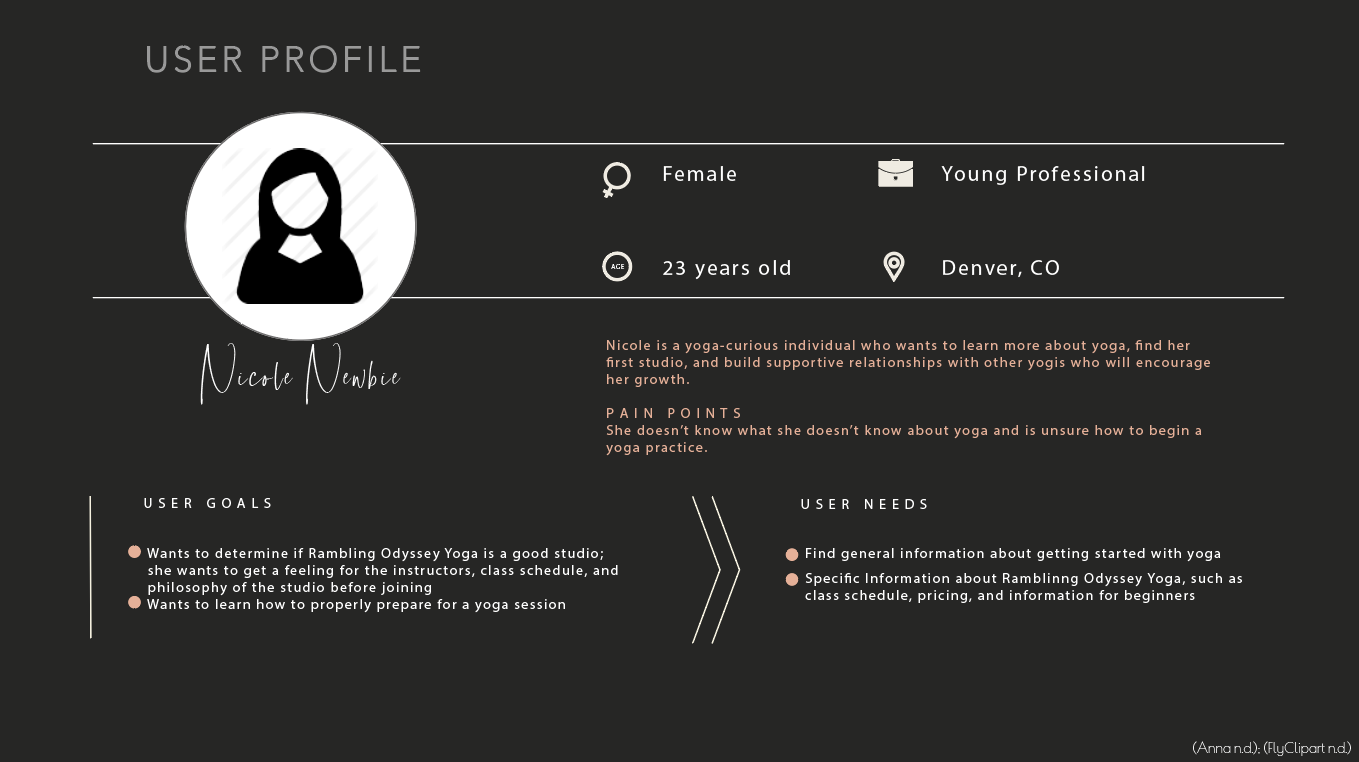 USER PROFILE
Female
Young Professional
AGE
23 years old
Denver, CO
Nicole Newbie
Nicole is a yoga-curious individual who wants to learn more about yoga, find her
first studio, and build supportive relationships with other yogis who will encourage
her growth.
PAIN POINTS
She doesn't know what she doesn't know about yoga and is unsure how to begin a
yoga practice.
USER GOALS
Wants to determine if Rambling Odyssey Yoga is a good studio;
she wants to get a feeling for the instructors, class schedule, and
philosophy of the studio before joining
Wants to learn how to properly prepare for a yoga session
USER NEEDS
Find general information about getting started with yoga
Specific Information about Ramblinng Odyssey Yoga, such as
class schedule, pricing, and information for beginners
(Anna n.d.); (FlyClipart n.d.)